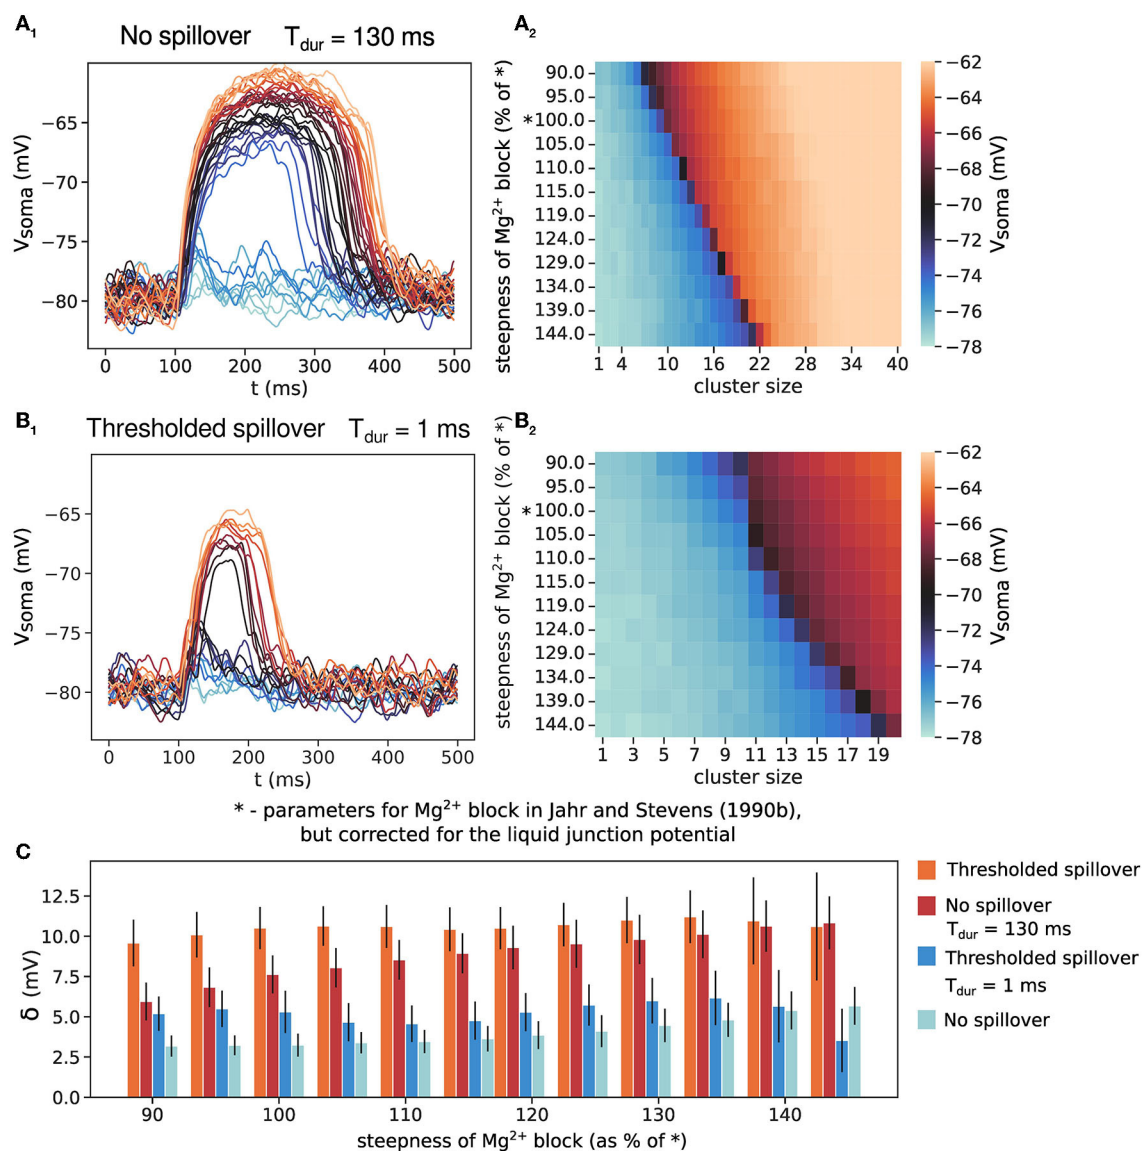 A₁ No spillover T_dur = 130 ms
V_soma (mV)
−65
−70
−75
−80
0 100 200 300 400 500
t (ms)
A₂
steepness of Mg²⁺ block (% of *)
90.0
95.0
* 100.0
105.0
110.0
115.0
119.0
124.0
129.0
134.0
139.0
144.0
1 4 10 16 22 28 34 40
cluster size
−62
−64
−66
−68
−70
−72
−74
−76
−78
V_soma (mV)
B₁ Thresholded spillover T_dur = 1 ms
V_soma (mV)
−65
−70
−75
−80
0 100 200 300 400 500
t (ms)
B₂
steepness of Mg²⁺ block (% of *)
90.0
95.0
* 100.0
105.0
110.0
115.0
119.0
124.0
129.0
134.0
139.0
144.0
1 3 5 7 9 11 13 15 17 19
cluster size
−62
−64
−66
−68
−70
−72
−74
−76
−78
V_soma (mV)
* - parameters for Mg²⁺ block in Jahr and Stevens (1990b),
but corrected for the liquid junction potential
C
δ (mV)
12.5
10.0
7.5
5.0
2.5
0.0
90 100 110 120 130 140
steepness of Mg²⁺ block (as % of *)
Thresholded spillover
No spillover
T_dur = 130 ms
Thresholded spillover
T_dur = 1 ms
No spillover